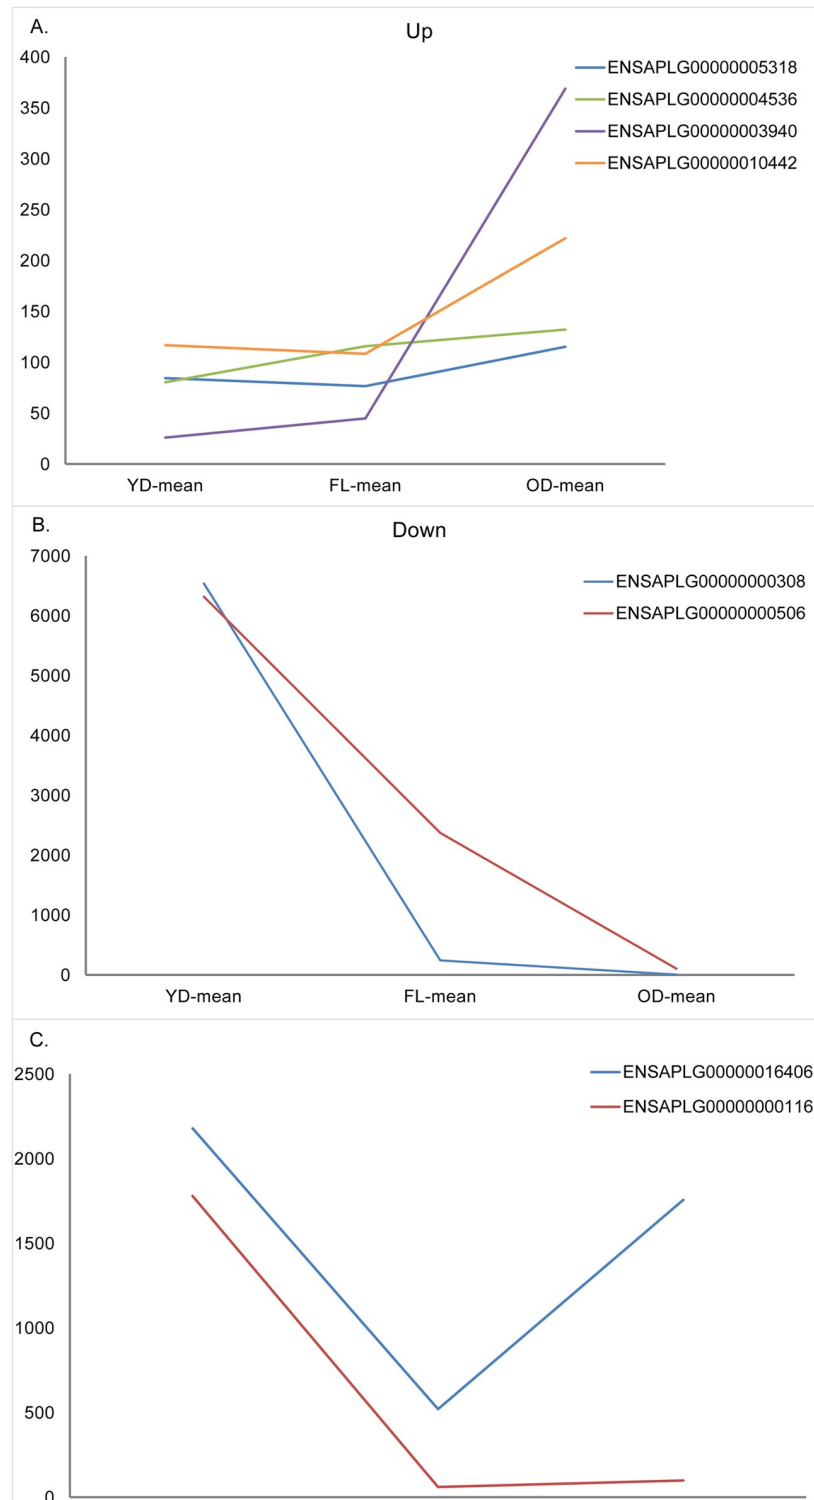 A.
Up
400
350
300
250
200
150
100
50
0
ENSAPLG00000005318
ENSAPLG00000004536
ENSAPLG00000003940
ENSAPLG00000010442
YD-mean FL-mean OD-mean
B.
Down
7000
6000
5000
4000
3000
2000
1000
0
ENSAPLG00000000308
ENSAPLG00000000506
YD-mean FL-mean OD-mean
C.
2500
2000
1500
1000
500
0
ENSAPLG00000016406
ENSAPLG00000000116